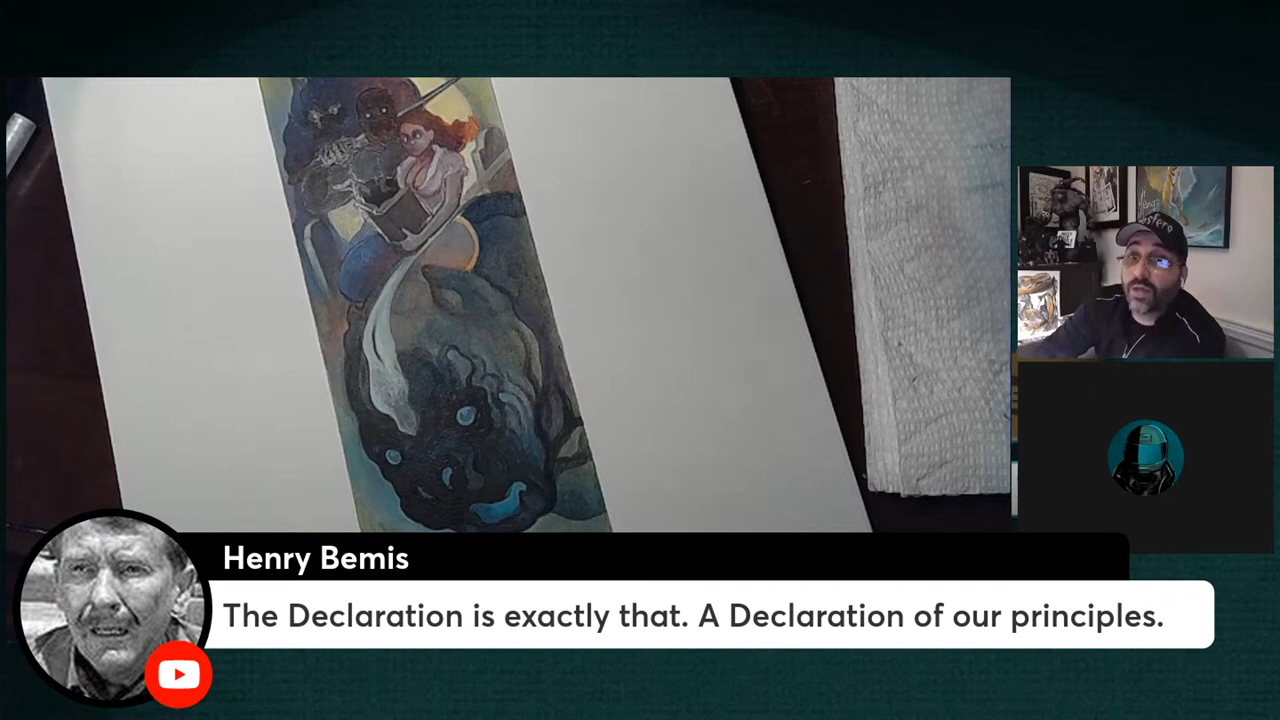 Henry Bemis
The Declaration is exactly that. A Declaration of our principles.